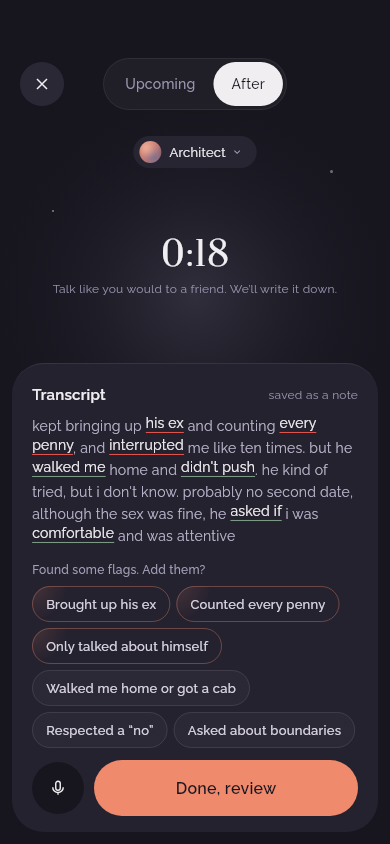 Upcoming After
Architect
0:18
Talk like you would to a friend. We'll write it down.
Transcript saved as a note
kept bringing up his ex and counting every
penny, and interrupted me like ten times. but he
walked me home and didn't push. he kind of
tried, but i don't know. probably no second date,
although the sex was fine, he asked if i was
comfortable and was attentive
Found some flags. Add them?
Brought up his ex Counted every penny
Only talked about himself
Walked me home or got a cab
Respected a "no" Asked about boundaries
Done, review